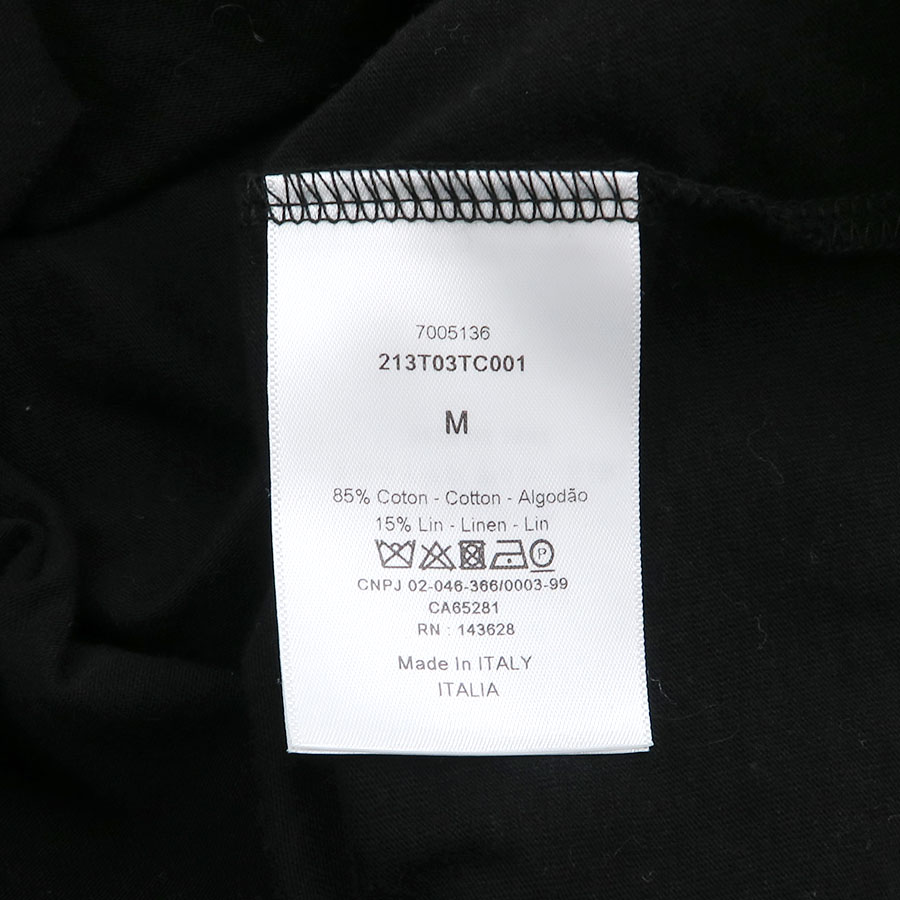 7005136
213T03TC001
M
85% Coton - Cotton - Algodão
15% Lin - Linen - Lin
P
CNPJ 02-046-366/0003-99
CA65281
RN : 143628
Made In ITALY
ITALIA